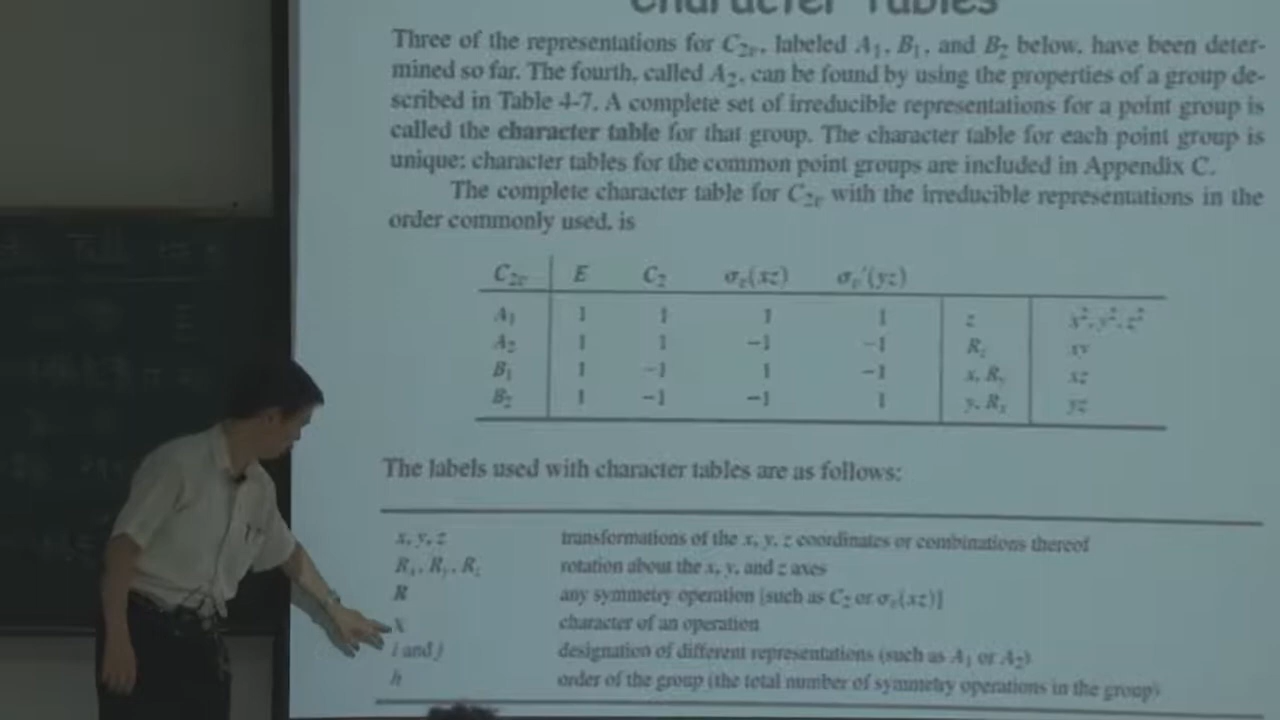 Character Tables
Three of the representations for C₂ᵥ, labeled A₁, B₁, and B₂ below, have been deter-
mined so far. The fourth, called A₂, can be found by using the properties of a group de-
scribed in Table 4-7. A complete set of irreducible representations for a point group is
called the character table for that group. The character table for each point group is
unique; character tables for the common point groups are included in Appendix C.
The complete character table for C₂ᵥ with the irreducible representations in the
order commonly used, is
C₂ᵥ E C₂ σᵥ(xz) σᵥ'(yz)
A₁ 1 1 1 1 z x², y², z²
A₂ 1 1 -1 -1 R_z xy
B₁ 1 -1 1 -1 x, R_y xz
B₂ 1 -1 -1 1 y, R_x yz
The labels used with character tables are as follows:
x, y, z transformations of the x, y, z coordinates or combinations thereof
R_x, R_y, R_z rotation about the x, y, and z axes
R any symmetry operation [such as C₂ or σᵥ(xz)]
χ character of an operation
i and j designation of different representations (such as A₁ or A₂)
h order of the group (the total number of symmetry operations in the group)